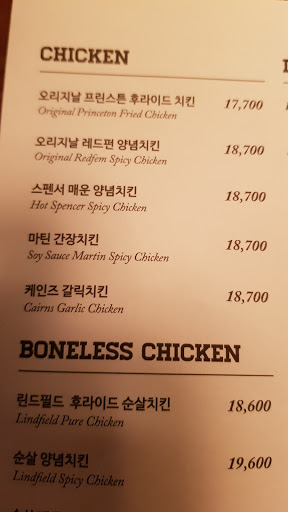 CHICKEN
오리지날 프린스튼 후라이드 치킨 17,700
Original Princeton Fried Chicken
오리지날 레드펀 양념치킨 18,700
Original Redfem Spicy Chicken
스펜서 매운 양념치킨 18,700
Hot Spencer Spicy Chicken
마틴 간장치킨 18,700
Soy Sauce Martin Spicy Chicken
케인즈 갈릭치킨 18,700
Cairns Garlic Chicken
BONELESS CHICKEN
린드필드 후라이드 순살치킨 18,600
Lindfield Pure Chicken
순살 양념치킨 19,600
Lindfield Spicy Chicken